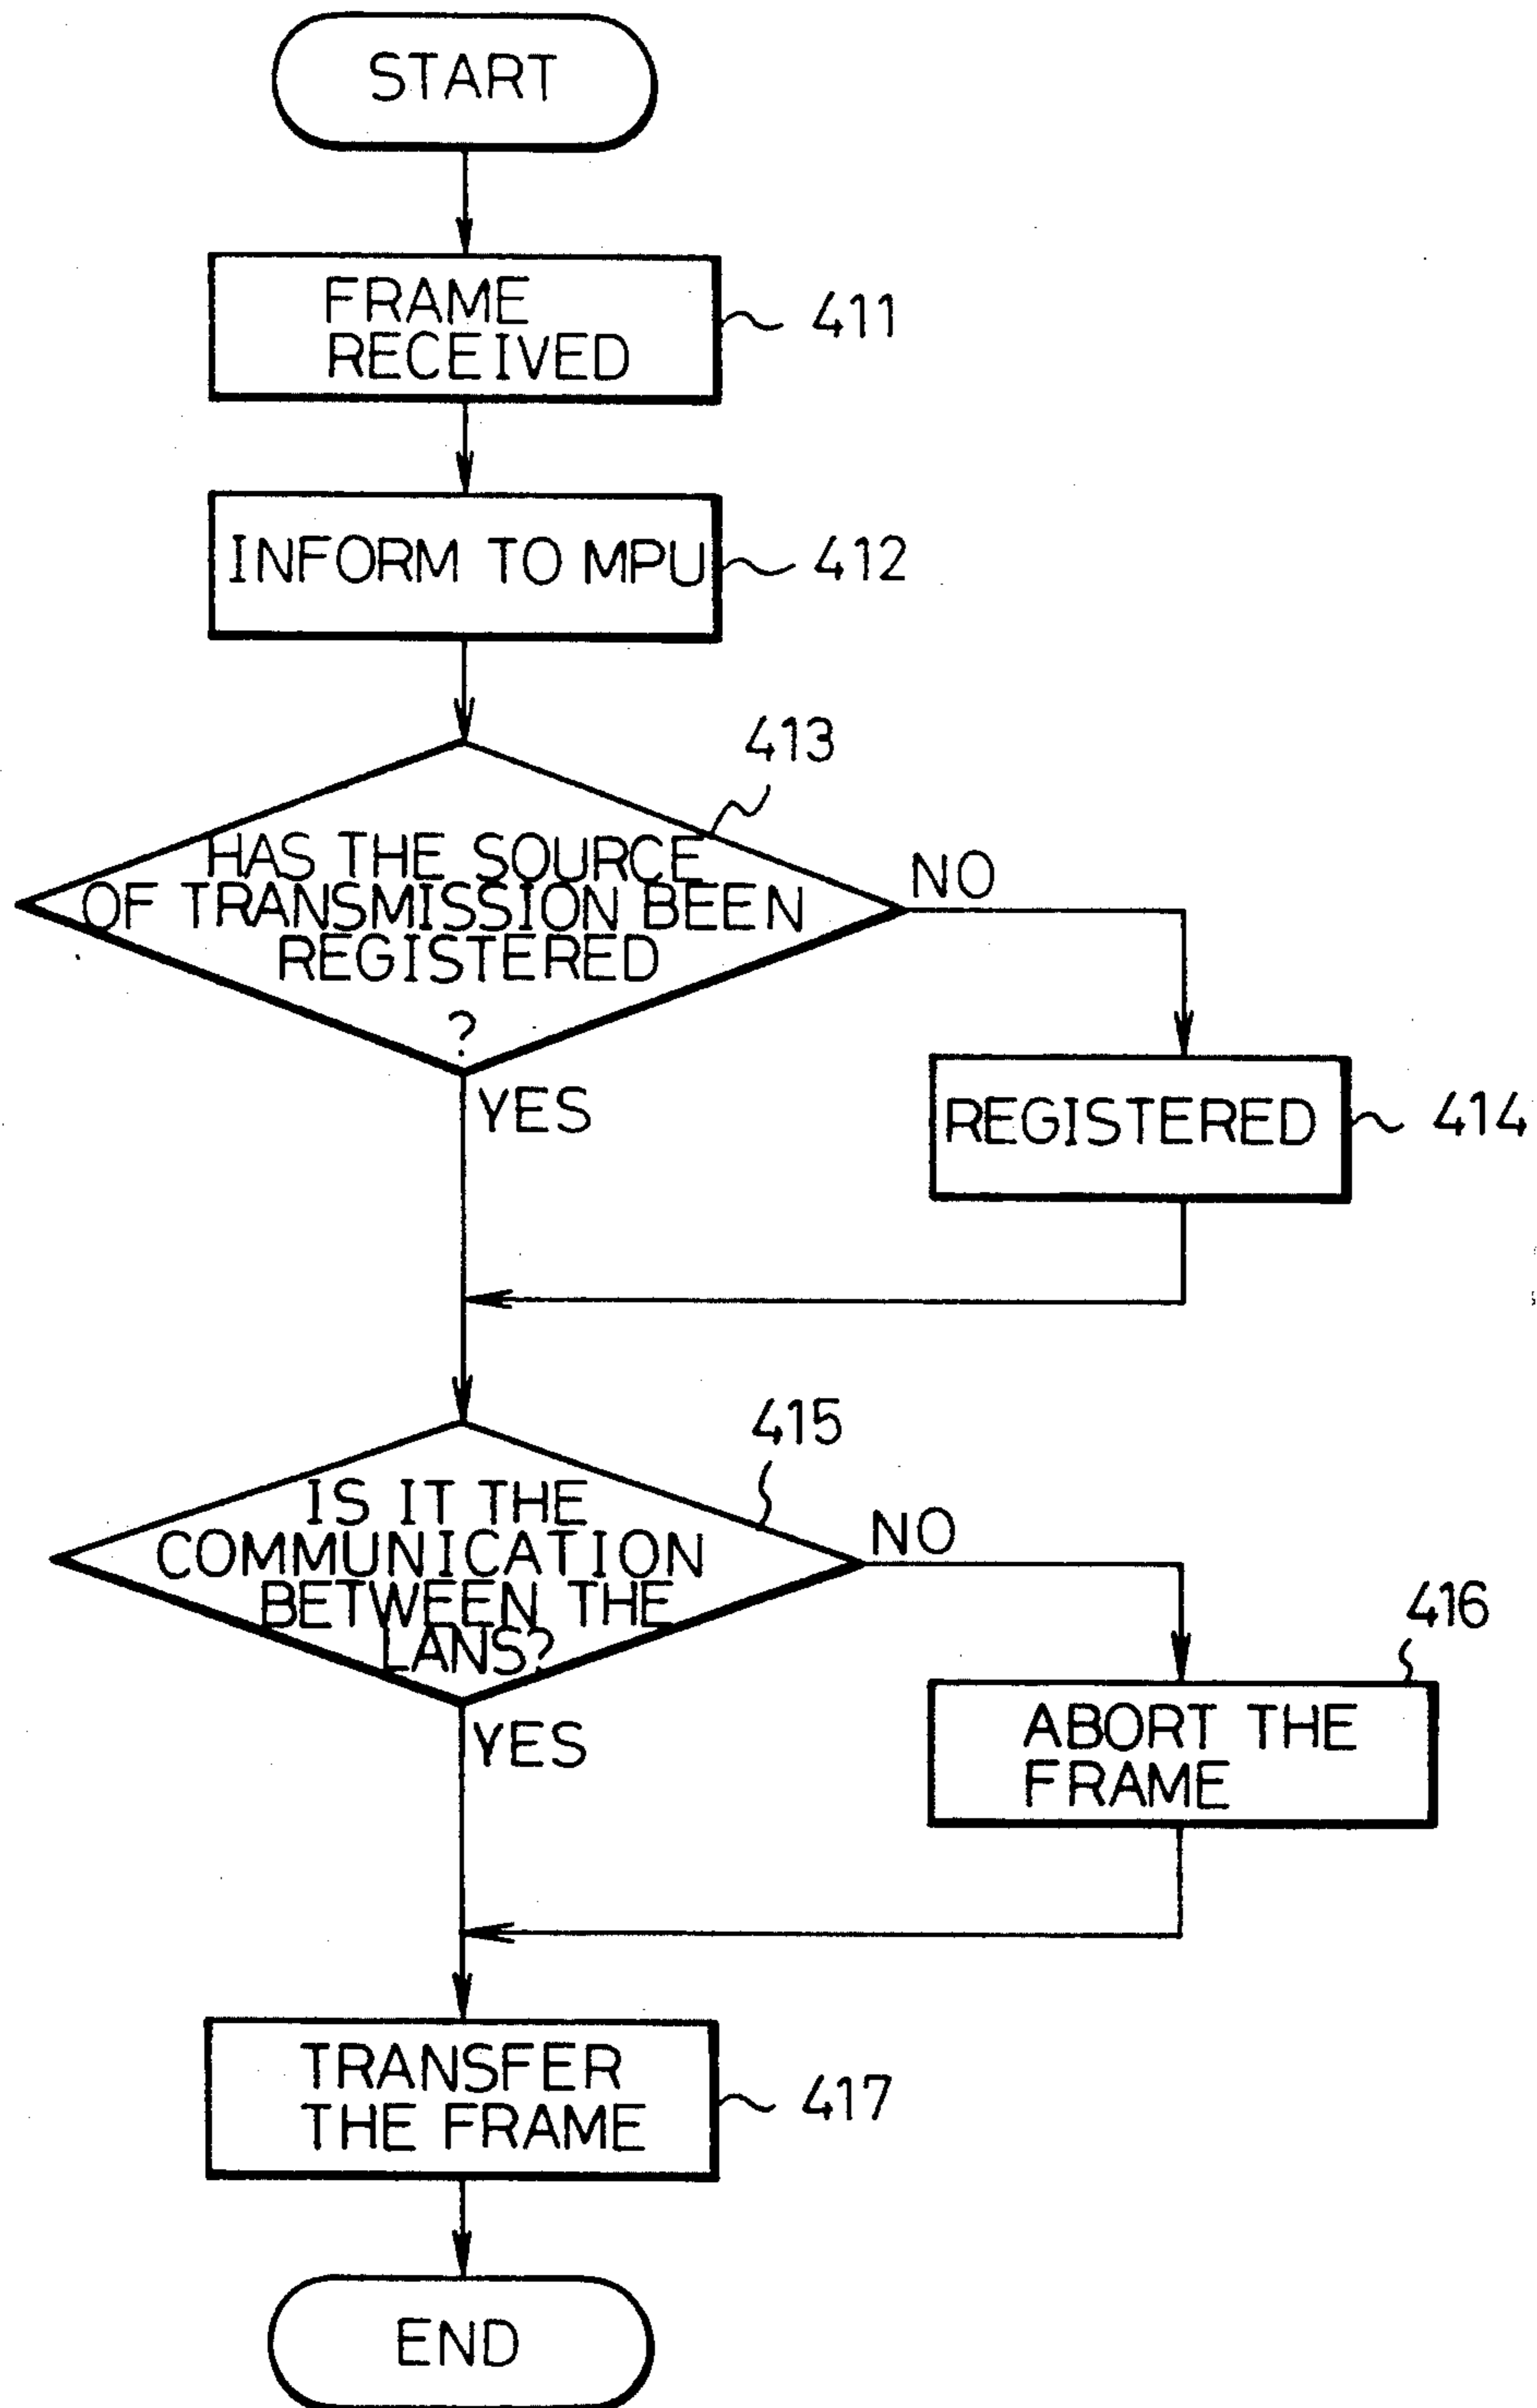 START
FRAME
RECEIVED
411
INFORM TO MPU
412
413
HAS THE SOURCE
OF TRANSMISSION BEEN
REGISTERED
?
NO
YES
REGISTERED
414
415
IS IT THE
COMMUNICATION
BETWEEN THE
LANS?
NO
YES
416
ABORT THE
FRAME
TRANSFER
THE FRAME
417
END